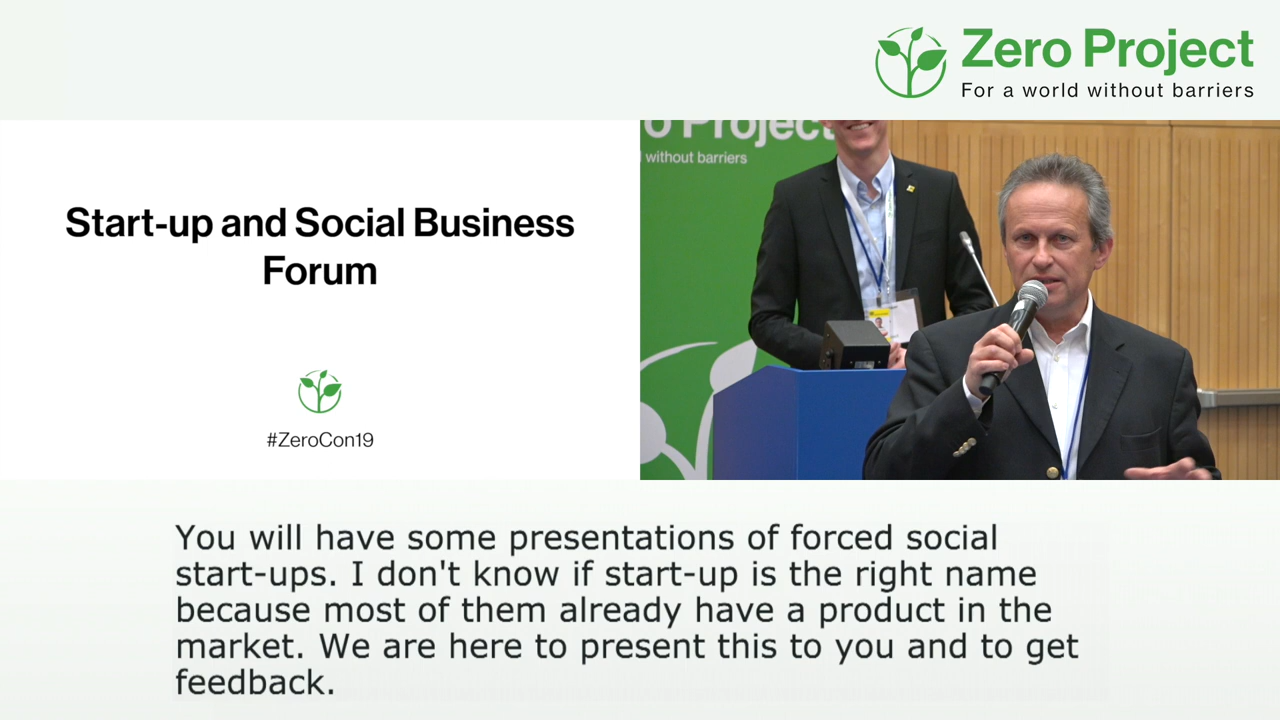 Zero Project
For a world without barriers
Start-up and Social Business
Forum
#ZeroCon19
o Project
without barriers
You will have some presentations of forced social
start-ups. I don't know if start-up is the right name
because most of them already have a product in the
market. We are here to present this to you and to get
feedback.